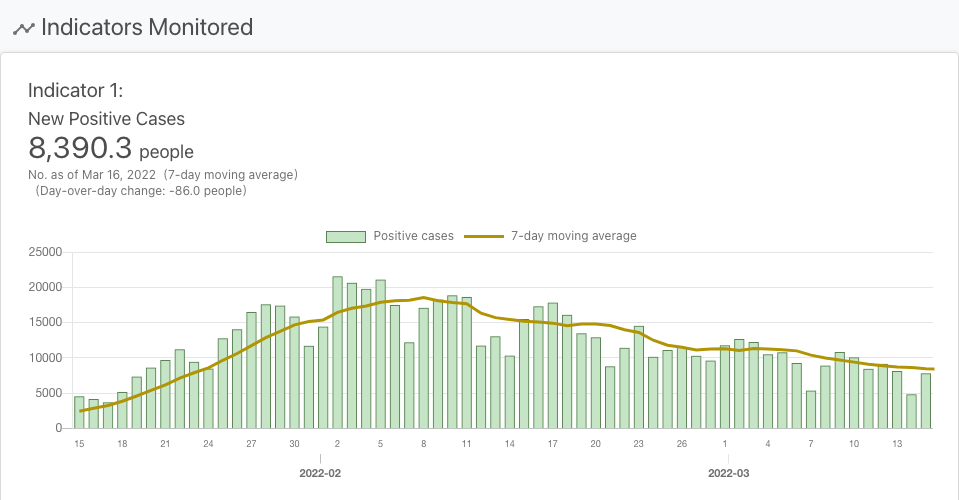 Indicators Monitored
Indicator 1:
New Positive Cases
8,390.3 people
No. as of Mar 16, 2022 (7-day moving average)
(Day-over-day change: -86.0 people)
Positive cases 7-day moving average
25000
20000
15000
10000
5000
0
15 18 21 24 27 30 2 5 8 11 14 17 20 23 26 1 4 7 10 13
2022-02 2022-03